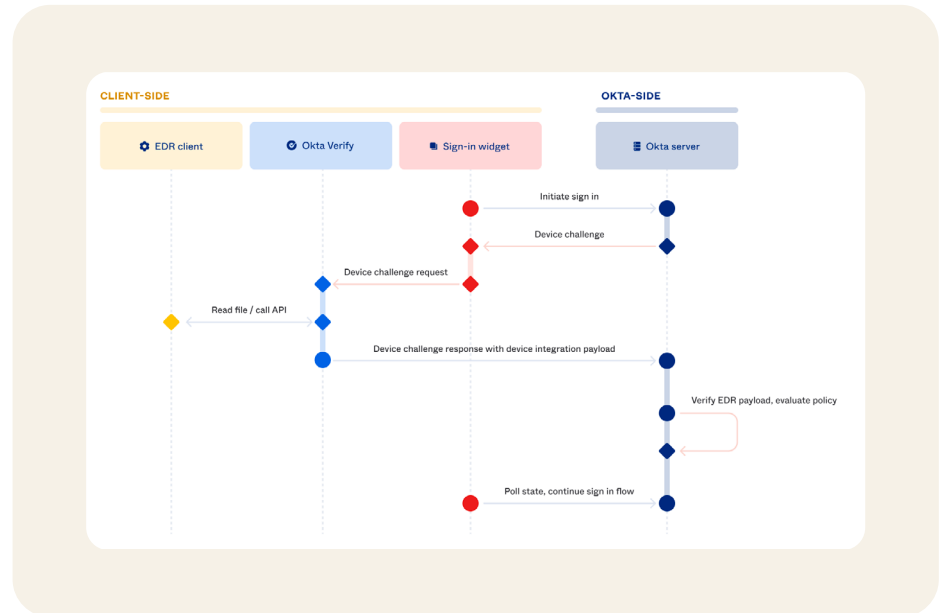 CLIENT-SIDE
OKTA-SIDE
EDR client
Okta Verify
Sign-in widget
Okta server
Initiate sign in
Device challenge
Device challenge request
Read file / call API
Device challenge response with device integration payload
Verify EDR payload, evaluate policy
Poll state, continue sign in flow